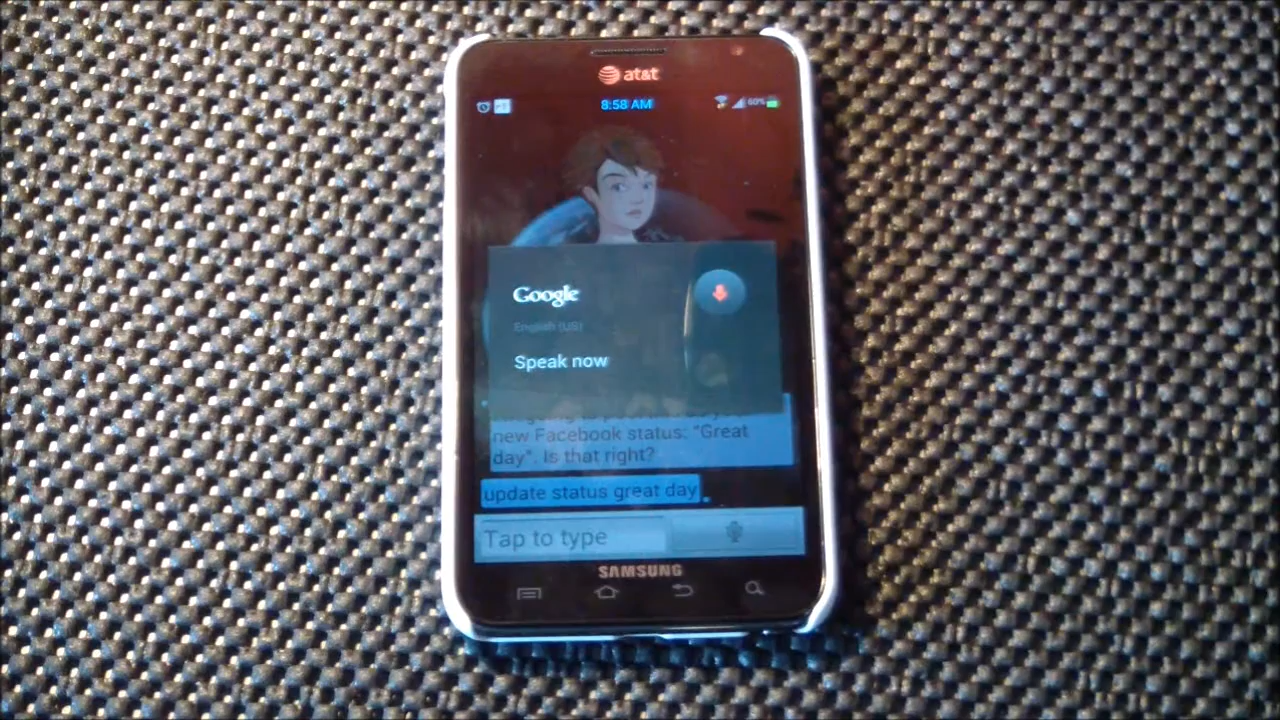 at&t
8:58 AM
60%
Google
English (US)
Speak now
new Facebook status: "Great
day". Is that right?
update status great day
Tap to type
SAMSUNG